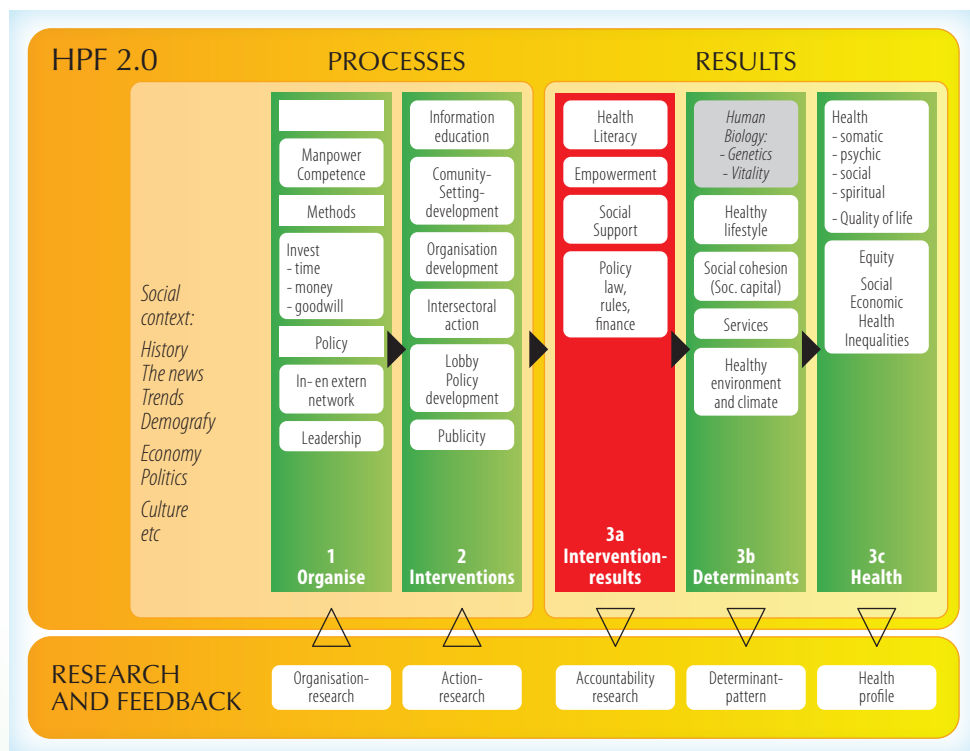 HPF 2.0
PROCESSES
RESULTS
Social
context:
History
The news
Trends
Demografy
Economy
Politics
Culture
etc
Manpower
Competence
Methods
Invest
- time
- money
- goodwill
Policy
In- en extern
network
Leadership
1
Organise
Information
education
Comunity-
Setting-
development
Organisation
development
Intersectoral
action
Lobby
Policy
development
Publicity
2
Interventions
Health
Literacy
Empowerment
Social
Support
Policy
law,
rules,
finance
3a
Intervention-
results
Human
Biology:
- Genetics
- Vitality
Healthy
lifestyle
Social cohesion
(Soc. capital)
Services
Healthy
environment
and climate
3b
Determinants
Health
- somatic
- psychic
- social
- spiritual
- Quality of life
Equity
Social
Economic
Health
Inequalities
3c
Health
RESEARCH
AND FEEDBACK
Organisation-
research
Action-
research
Accountability
research
Determinant-
pattern
Health
profile